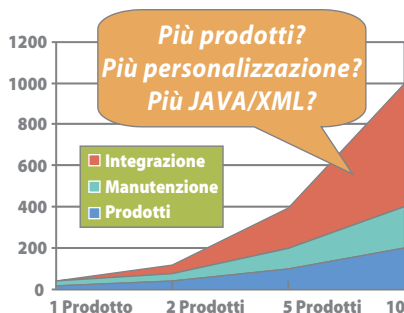 Più prodotti?
Più personalizzazione?
Più JAVA/XML?
1200
1000
800
600
400
200
0
Integrazione
Manutenzione
Prodotti
1 Prodotto 2 Prodotti 5 Prodotti 10